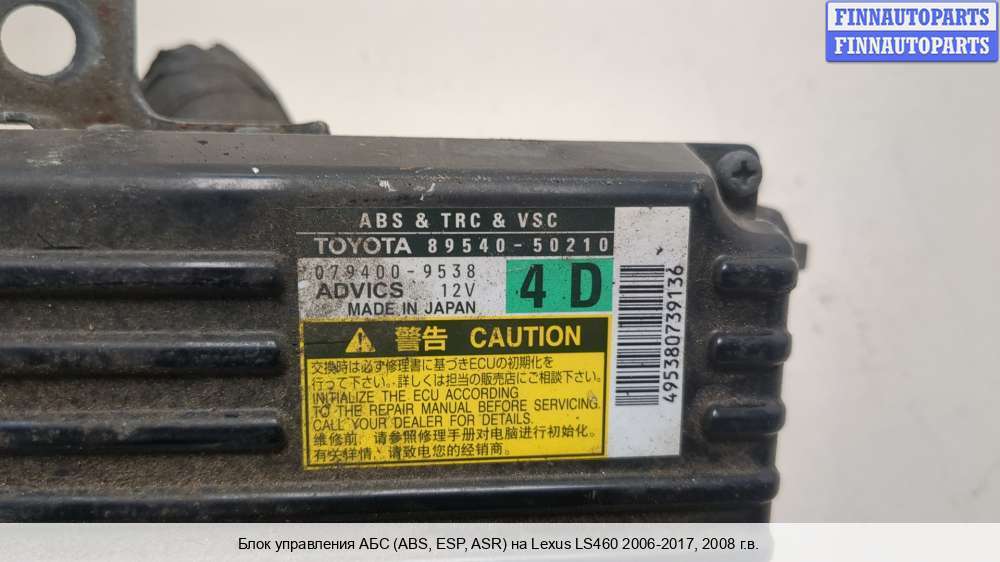 FINNAUTOPARTS
FINNAUTOPARTS
ABS & TRC & VSC
TOYOTA 89540-50210
079400-9538
ADVICS 12V
4D
MADE IN JAPAN
警告 CAUTION
交換時は必ず修理書に基づきECUの初期化を
行って下さい。詳しくは担当の販売店にご相談下さい。
INITIALIZE THE ECU ACCORDING
TO THE REPAIR MANUAL BEFORE SERVICING.
CALL YOUR DEALER FOR DETAILS.
维修前，请参照修理手册对电脑进行初始化。
有关详情，请致电您的经销商。
495380739136
Блок управления АБС (ABS, ESP, ASR) на Lexus LS460 2006-2017, 2008 г.в.